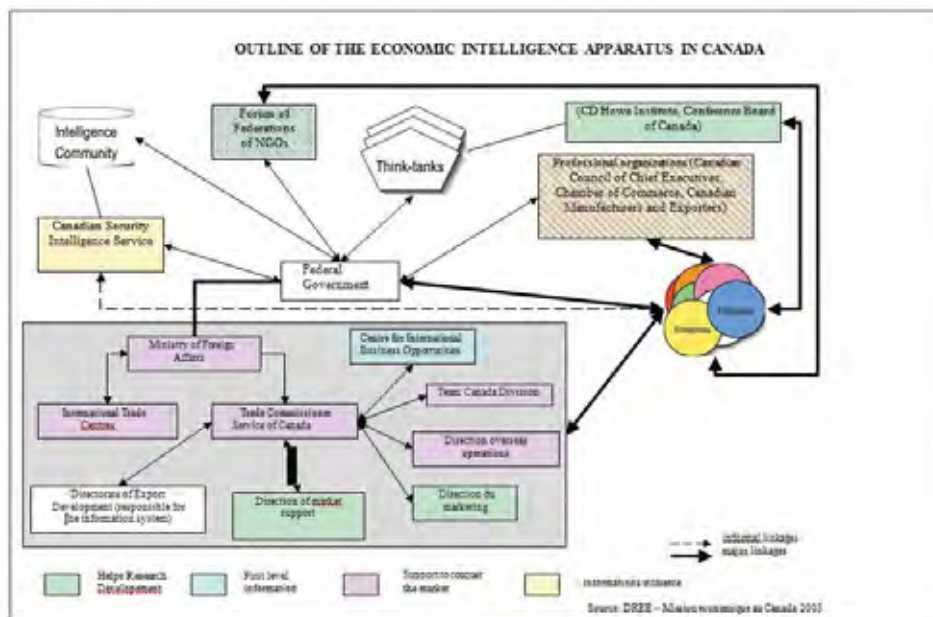 OUTLINE OF THE ECONOMIC INTELLIGENCE APPARATUS IN CANADA
Intelligence
Community
Forum of
Federations
of NGOs
Think-tanks
(CD Howe Institute, Conference Board
of Canada)
Professional organizations (Canadian
Council of Chief Executives,
Chamber of Commerce, Canadian
Manufacturers and Exporters)
Canadian Security
Intelligence Service
Federal
Government
Ministry of Foreign
Affairs
Centre for International
Business Opportunities
Team Canada Division
International Trade
Centres
Trade Commissioner
Service of Canada
Direction overseas
operations
Directorate of Export
Development (responsible for
the information system)
Direction of market
support
Direction du
marketing
informal linkages
major linkages
Helps Research
Developement
First level
information
Support to conquer
the market
Source: DREE – Mission economique au Canada 2005